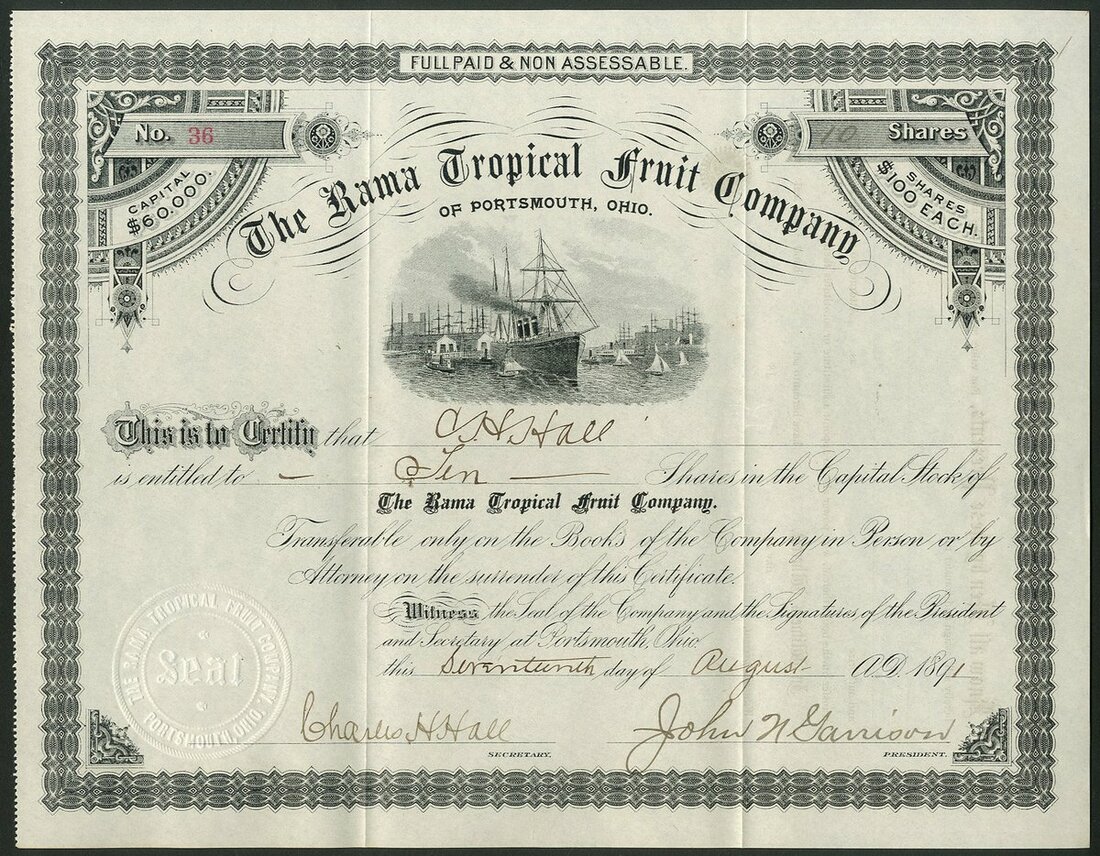 FULL PAID & NON ASSESSABLE.
No. 36
10 Shares
CAPITAL
$60.000.
SHARES
$100 EACH.
The Rama Tropical Fruit Company
OF PORTSMOUTH, OHIO.
This is to Certify that C. H. Hall
is entitled to — Ten — Shares in the Capital Stock of
The Rama Tropical Fruit Company.
Transferable only on the Books of the Company in Person or by
Attorney on the surrender of this Certificate.
Witness the Seal of the Company and the Signatures of the President
and Secretary at Portsmouth, Ohio.
this Seventeenth day of August A.D. 1891
THE RAMA TROPICAL FRUIT COMPANY,
Seal
PORTSMOUTH, OHIO,
Charles H Hall
SECRETARY.
John N Garrison
PRESIDENT.